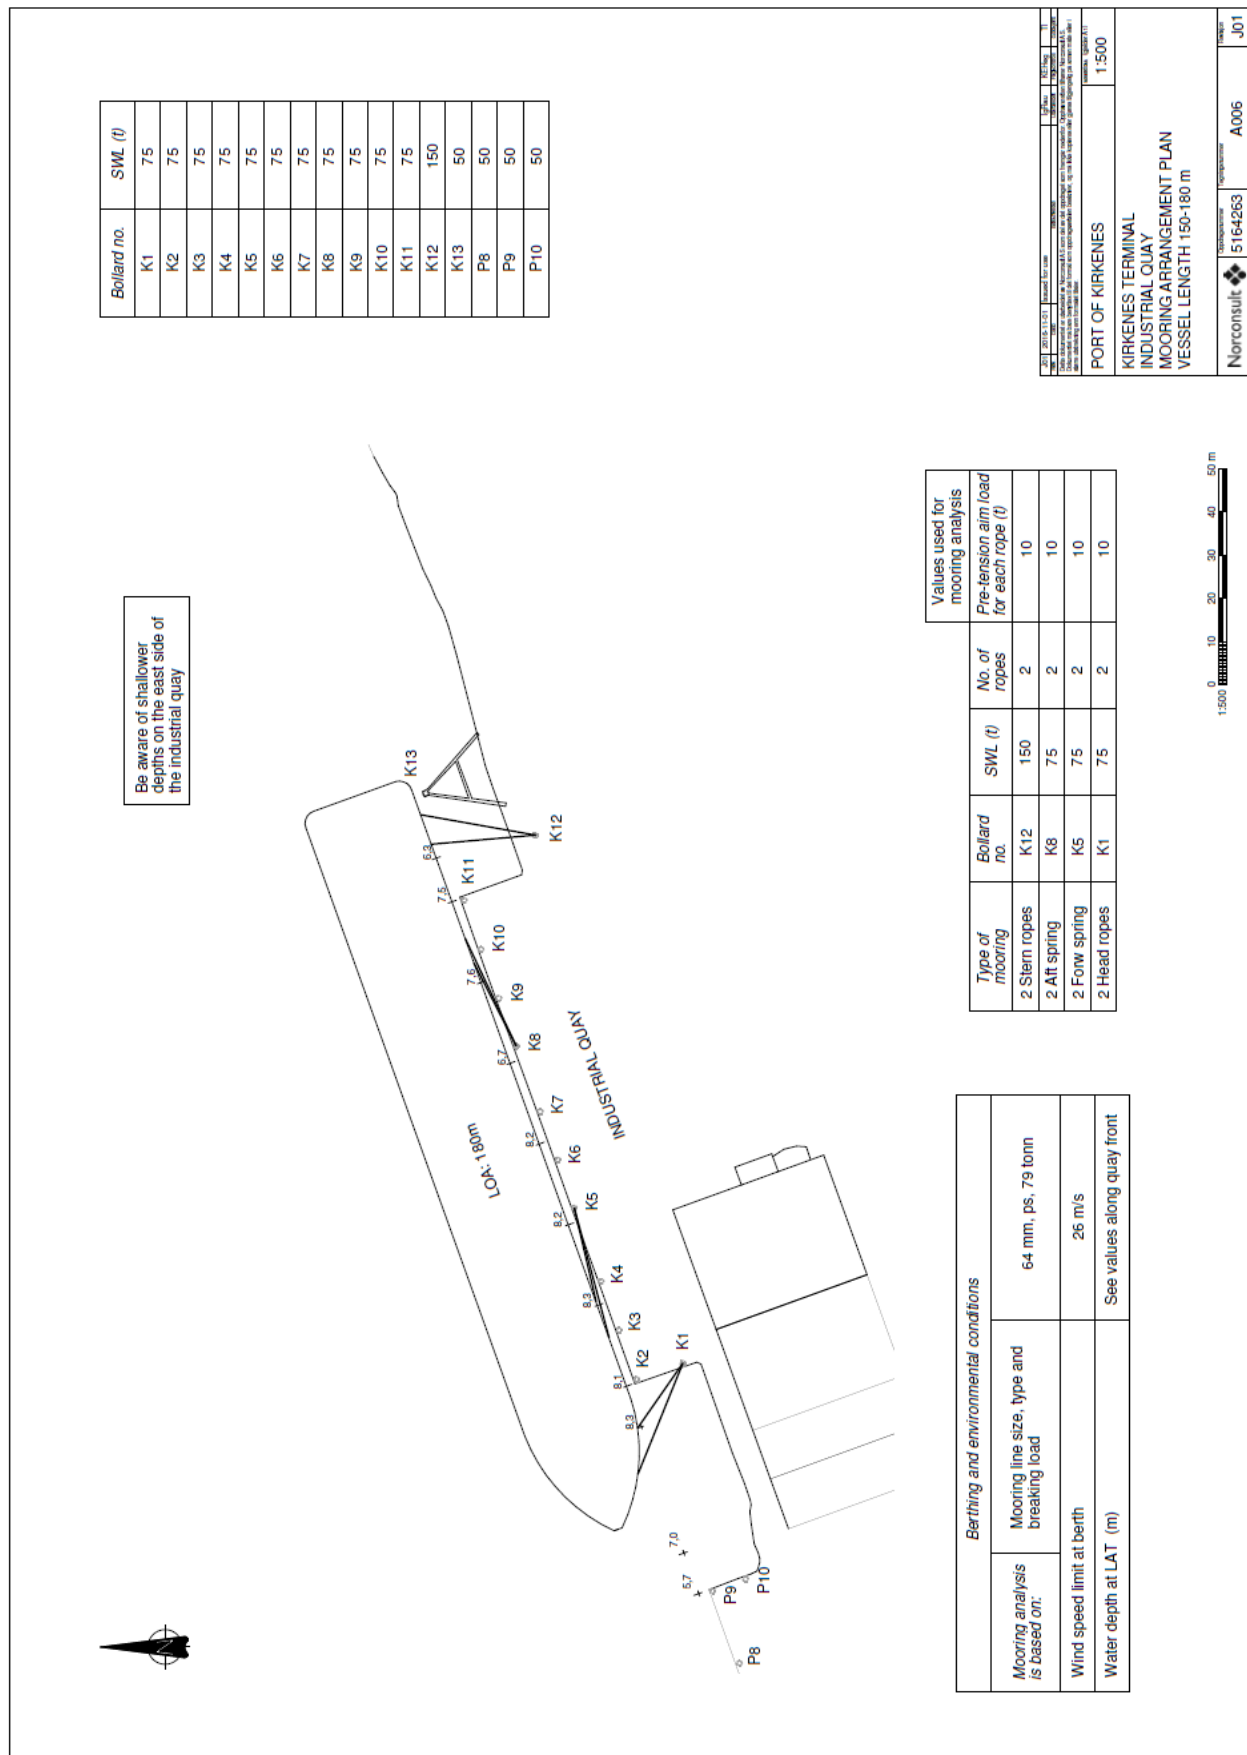 Be aware of shallower
depths on the east side of
the industrial quay
Bollard no. SWL (t)
K1 75
K2 75
K3 75
K4 75
K5 75
K6 75
K7 75
K8 75
K9 75
K10 75
K11 75
K12 150
K13 50
P8 50
P9 50
P10 50
N
LOA: 180m
INDUSTRIAL QUAY
P8
P9
P10
5,7
7,0
8,3
8,1
8,3
8,2
8,2
6,7
7,6
7,5
6,3
K1
K2
K3
K4
K5
K6
K7
K8
K9
K10
K11
K12
K13
Berthing and environmental conditions
Mooring analysis
is based on:
Mooring line size, type and
breaking load
64 mm, ps, 79 tonn
Wind speed limit at berth 26 m/s
Water depth at LAT (m) See values along quay front
Values used for
mooring analysis
Type of
mooring
Bollard
no.
SWL (t)
No. of
ropes
Pre-tension aim load
for each rope (t)
2 Stern ropes K12 150 2 10
2 Aft spring K8 75 2 10
2 Forw spring K5 75 2 10
2 Head ropes K1 75 2 10
1:500
0 10 20 30 40 50 m
J01 2016-11-01 Issued for use
PORT OF KIRKENES
1:500
KIRKENES TERMINAL
INDUSTRIAL QUAY
MOORING ARRANGEMENT PLAN
VESSEL LENGTH 150-180 m
Norconsult
5164263
A006
J01